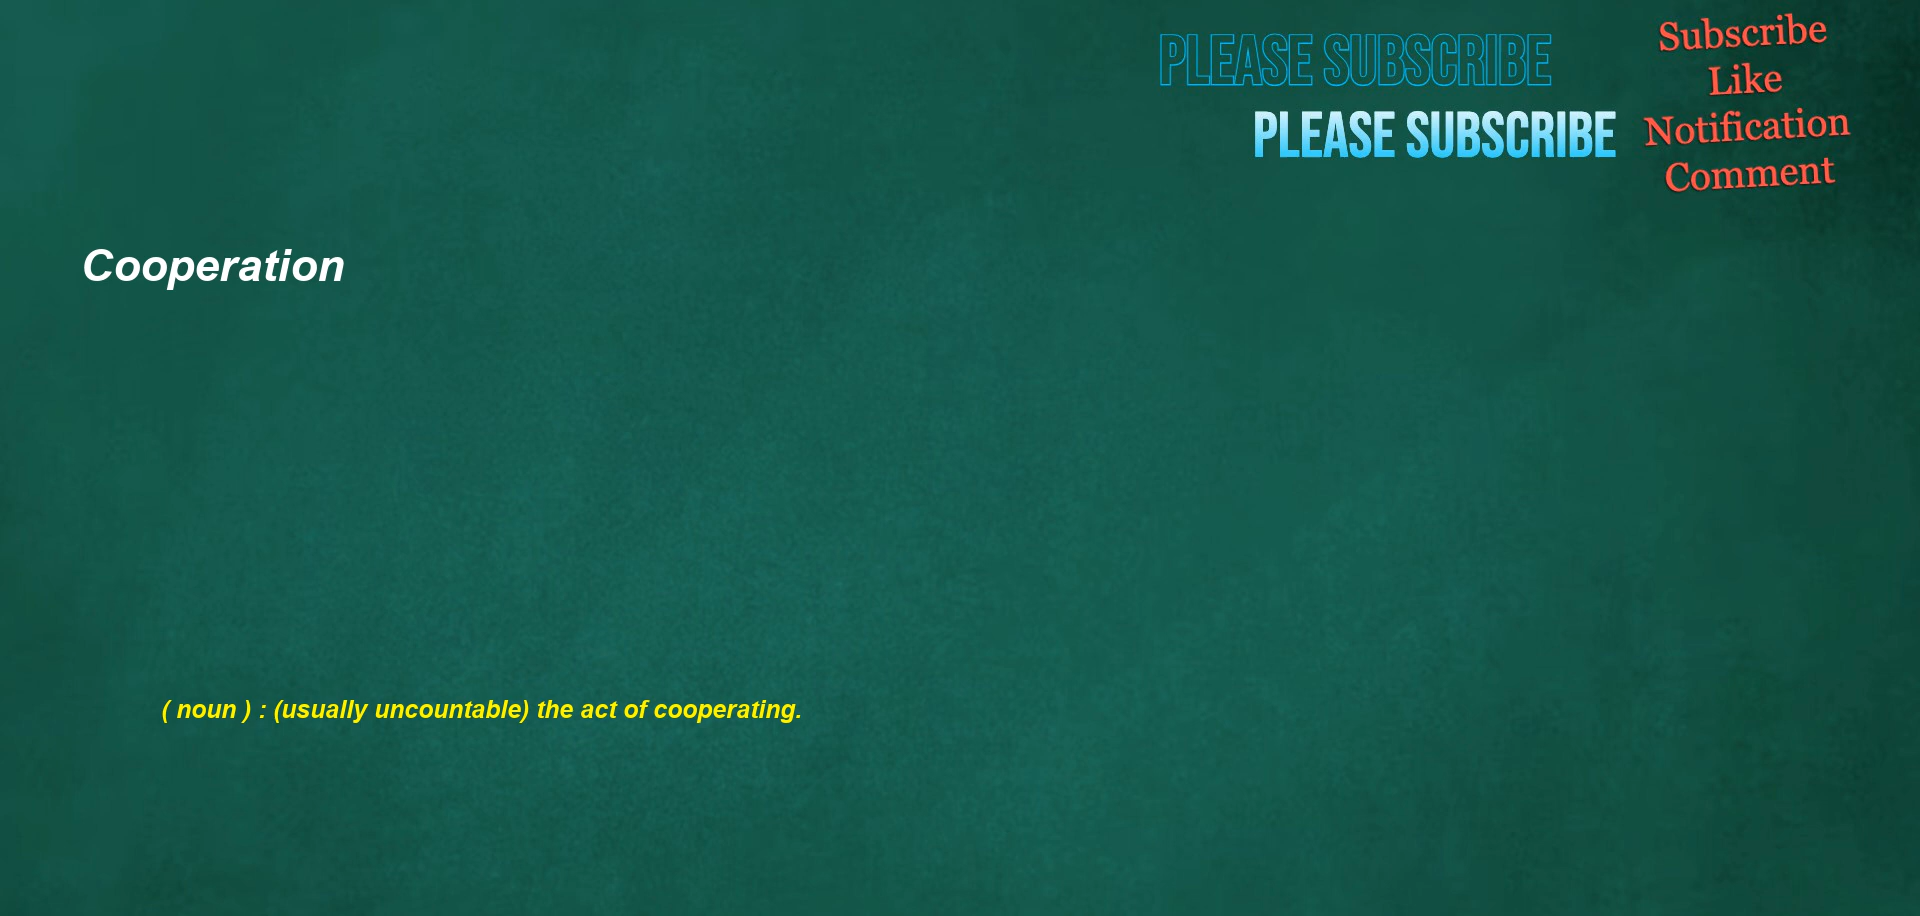 PLEASE SUBSCRIBE
PLEASE SUBSCRIBE
Subscribe
Like
Notification
Comment
Cooperation
( noun ) : (usually uncountable) the act of cooperating.